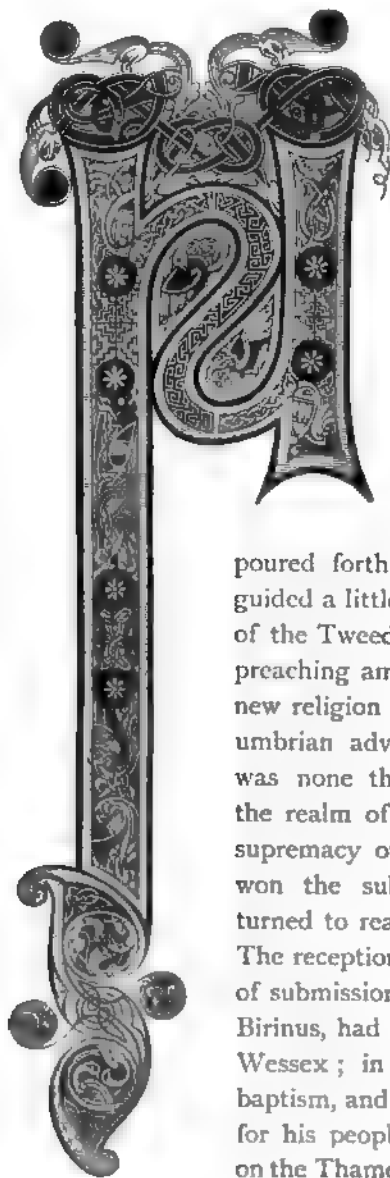 poured forth
guided a little
of the Tweed
preaching am
new religion
umbrian adv
was none th
the realm of
supremacy o
won the su
turned to rea
The reception
of submission
Birinus, had
Wessex ; in
baptism, and
for his peopl
on the Thame